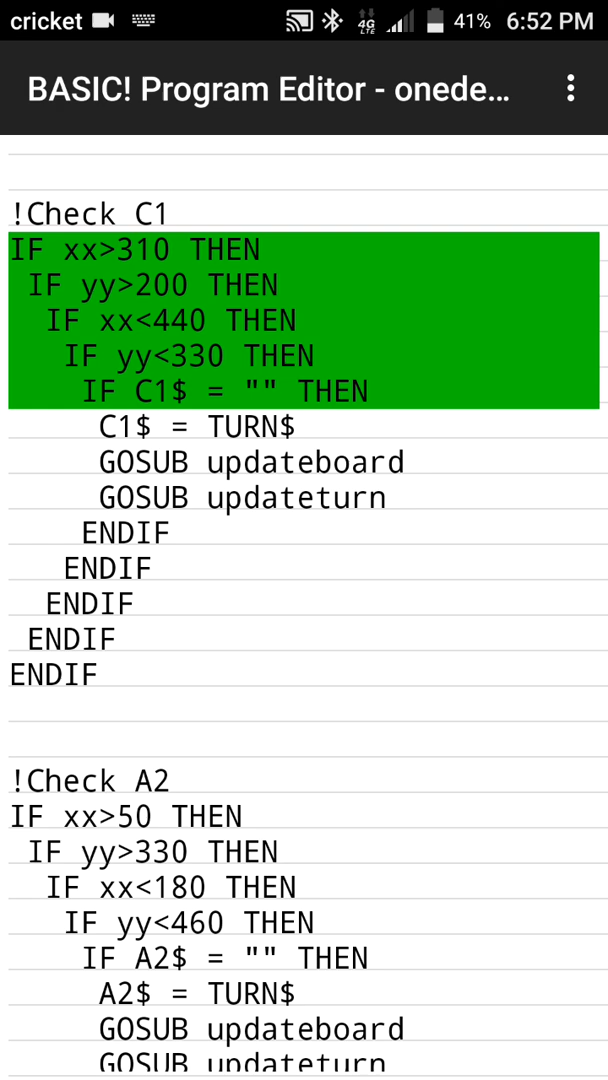 cricket 4G LTE 41% 6:52 PM
BASIC! Program Editor - onede...
!Check C1
IF xx>310 THEN
 IF yy>200 THEN
  IF xx<440 THEN
   IF yy<330 THEN
    IF C1$ = "" THEN
     C1$ = TURN$
     GOSUB updateboard
     GOSUB updateturn
    ENDIF
   ENDIF
  ENDIF
 ENDIF
ENDIF
!Check A2
IF xx>50 THEN
 IF yy>330 THEN
  IF xx<180 THEN
   IF yy<460 THEN
    IF A2$ = "" THEN
     A2$ = TURN$
     GOSUB updateboard
     GOSUB updateturn